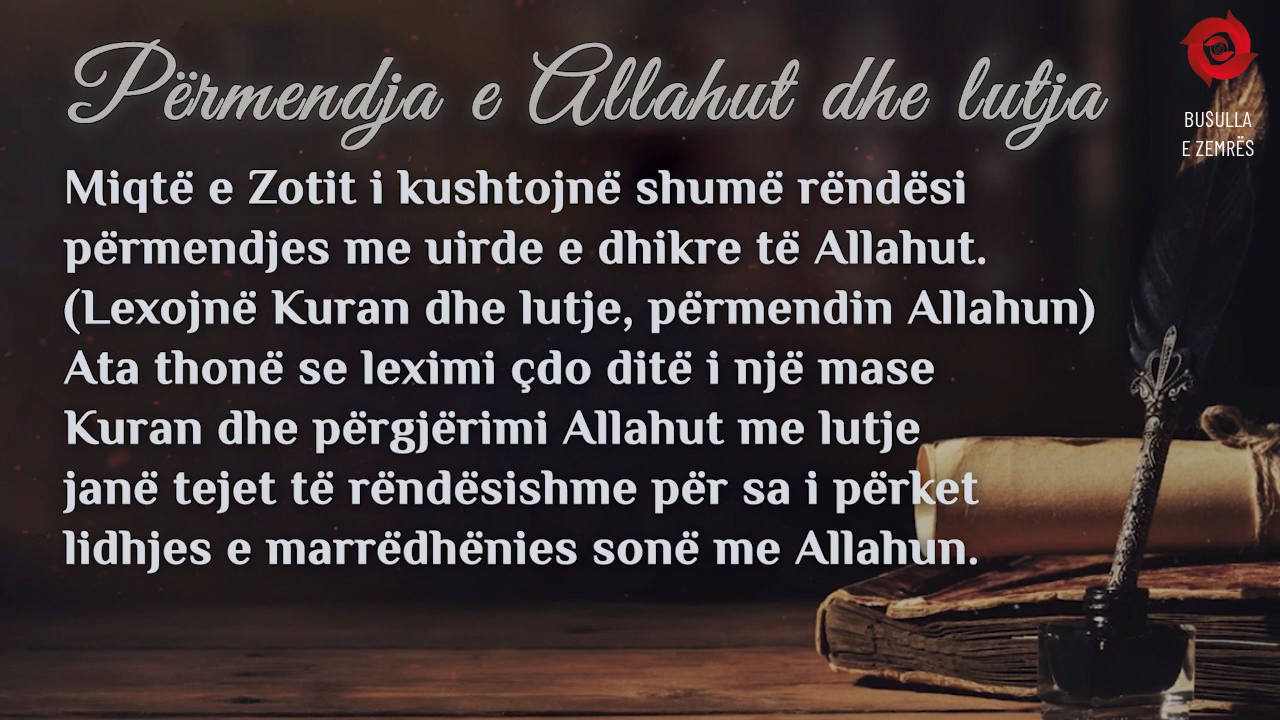 Përmendja e Allahut dhe lutja
BUSULLA
E ZEMRËS
Miqtë e Zotit i kushtojnë shumë rëndësi
përmendjes me uirde e dhikre të Allahut.
(Lexojnë Kuran dhe lutje, përmendin Allahun)
Ata thonë se leximi çdo ditë i një mase
Kuran dhe përgjërimi Allahut me lutje
janë tejet të rëndësishme për sa i përket
lidhjes e marrëdhënies sonë me Allahun.